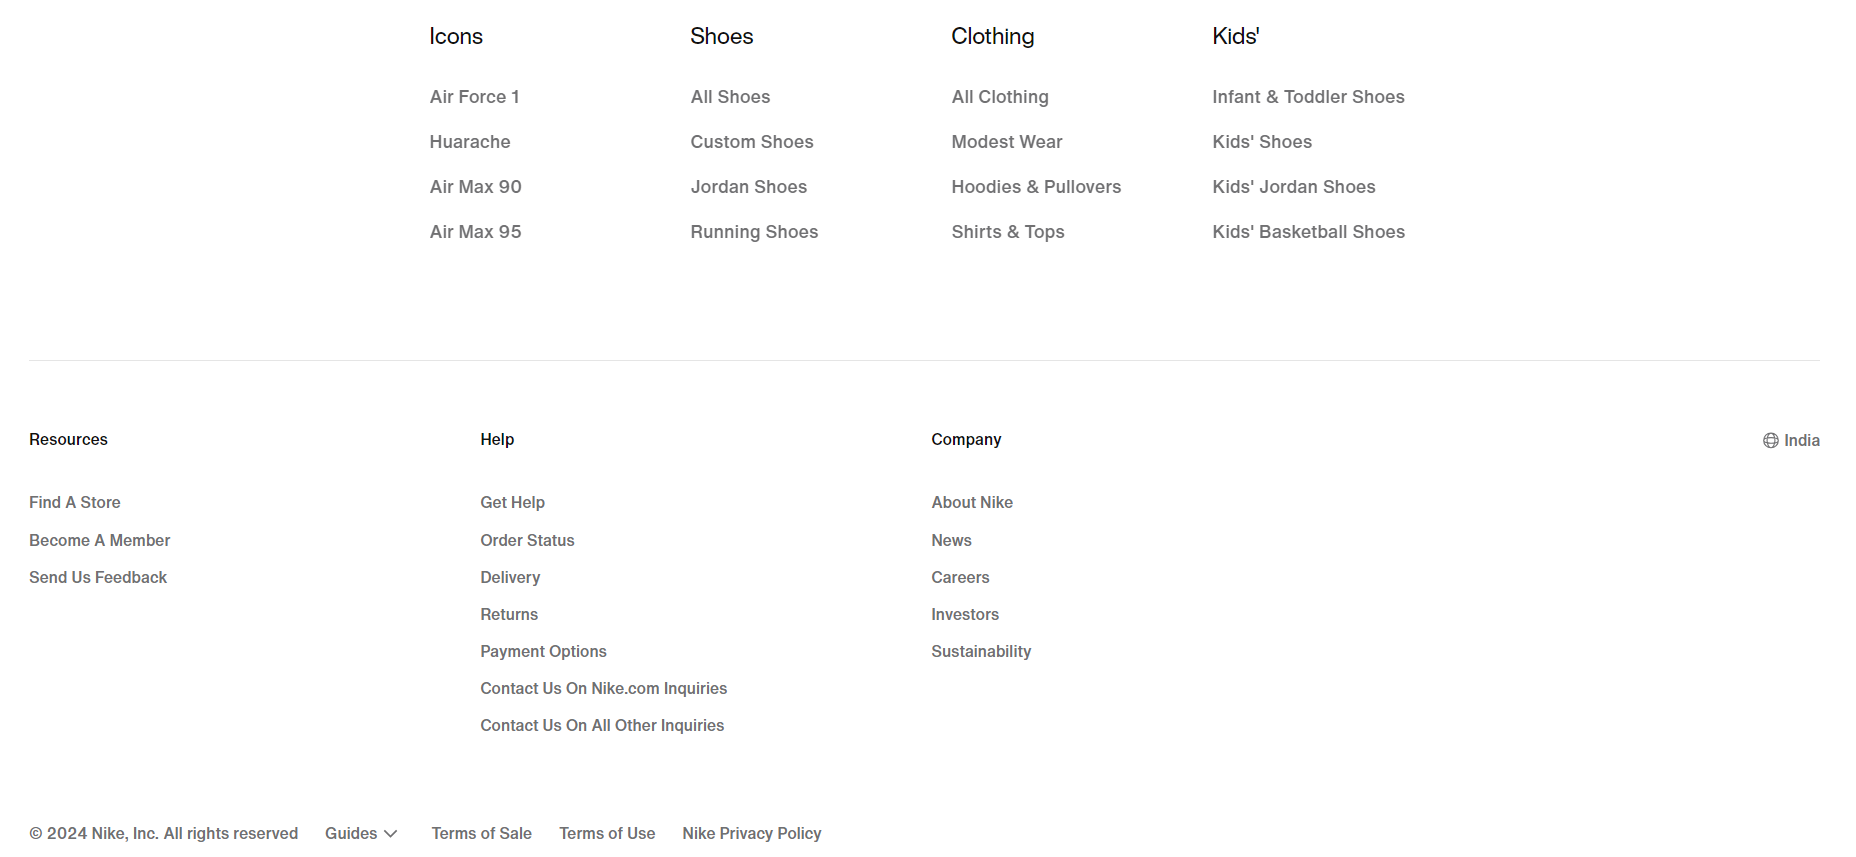 Icons
Air Force 1
Huarache
Air Max 90
Air Max 95
Shoes
All Shoes
Custom Shoes
Jordan Shoes
Running Shoes
Clothing
All Clothing
Modest Wear
Hoodies & Pullovers
Shirts & Tops
Kids'
Infant & Toddler Shoes
Kids' Shoes
Kids' Jordan Shoes
Kids' Basketball Shoes
Resources
Find A Store
Become A Member
Send Us Feedback
Help
Get Help
Order Status
Delivery
Returns
Payment Options
Contact Us On Nike.com Inquiries
Contact Us On All Other Inquiries
Company
About Nike
News
Careers
Investors
Sustainability
India
© 2024 Nike, Inc. All rights reserved Guides Terms of Sale Terms of Use Nike Privacy Policy